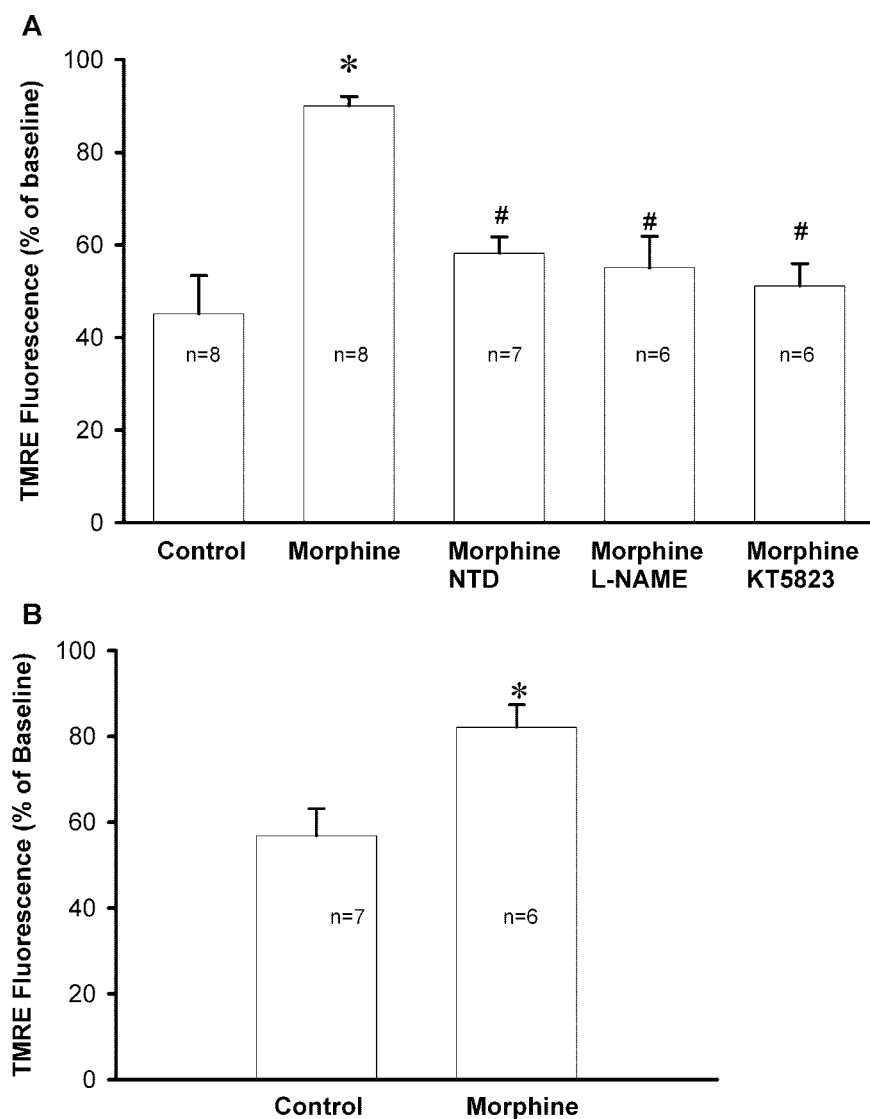 A
TMRE Fluorescence (% of baseline)
100
80
60
40
20
0
*
#
#
#
n=8
n=8
n=7
n=6
n=6
Control
Morphine
Morphine
NTD
Morphine
L-NAME
Morphine
KT5823
B
TMRE Fluorescence (% of Baseline)
100
80
60
40
20
0
*
n=7
n=6
Control
Morphine